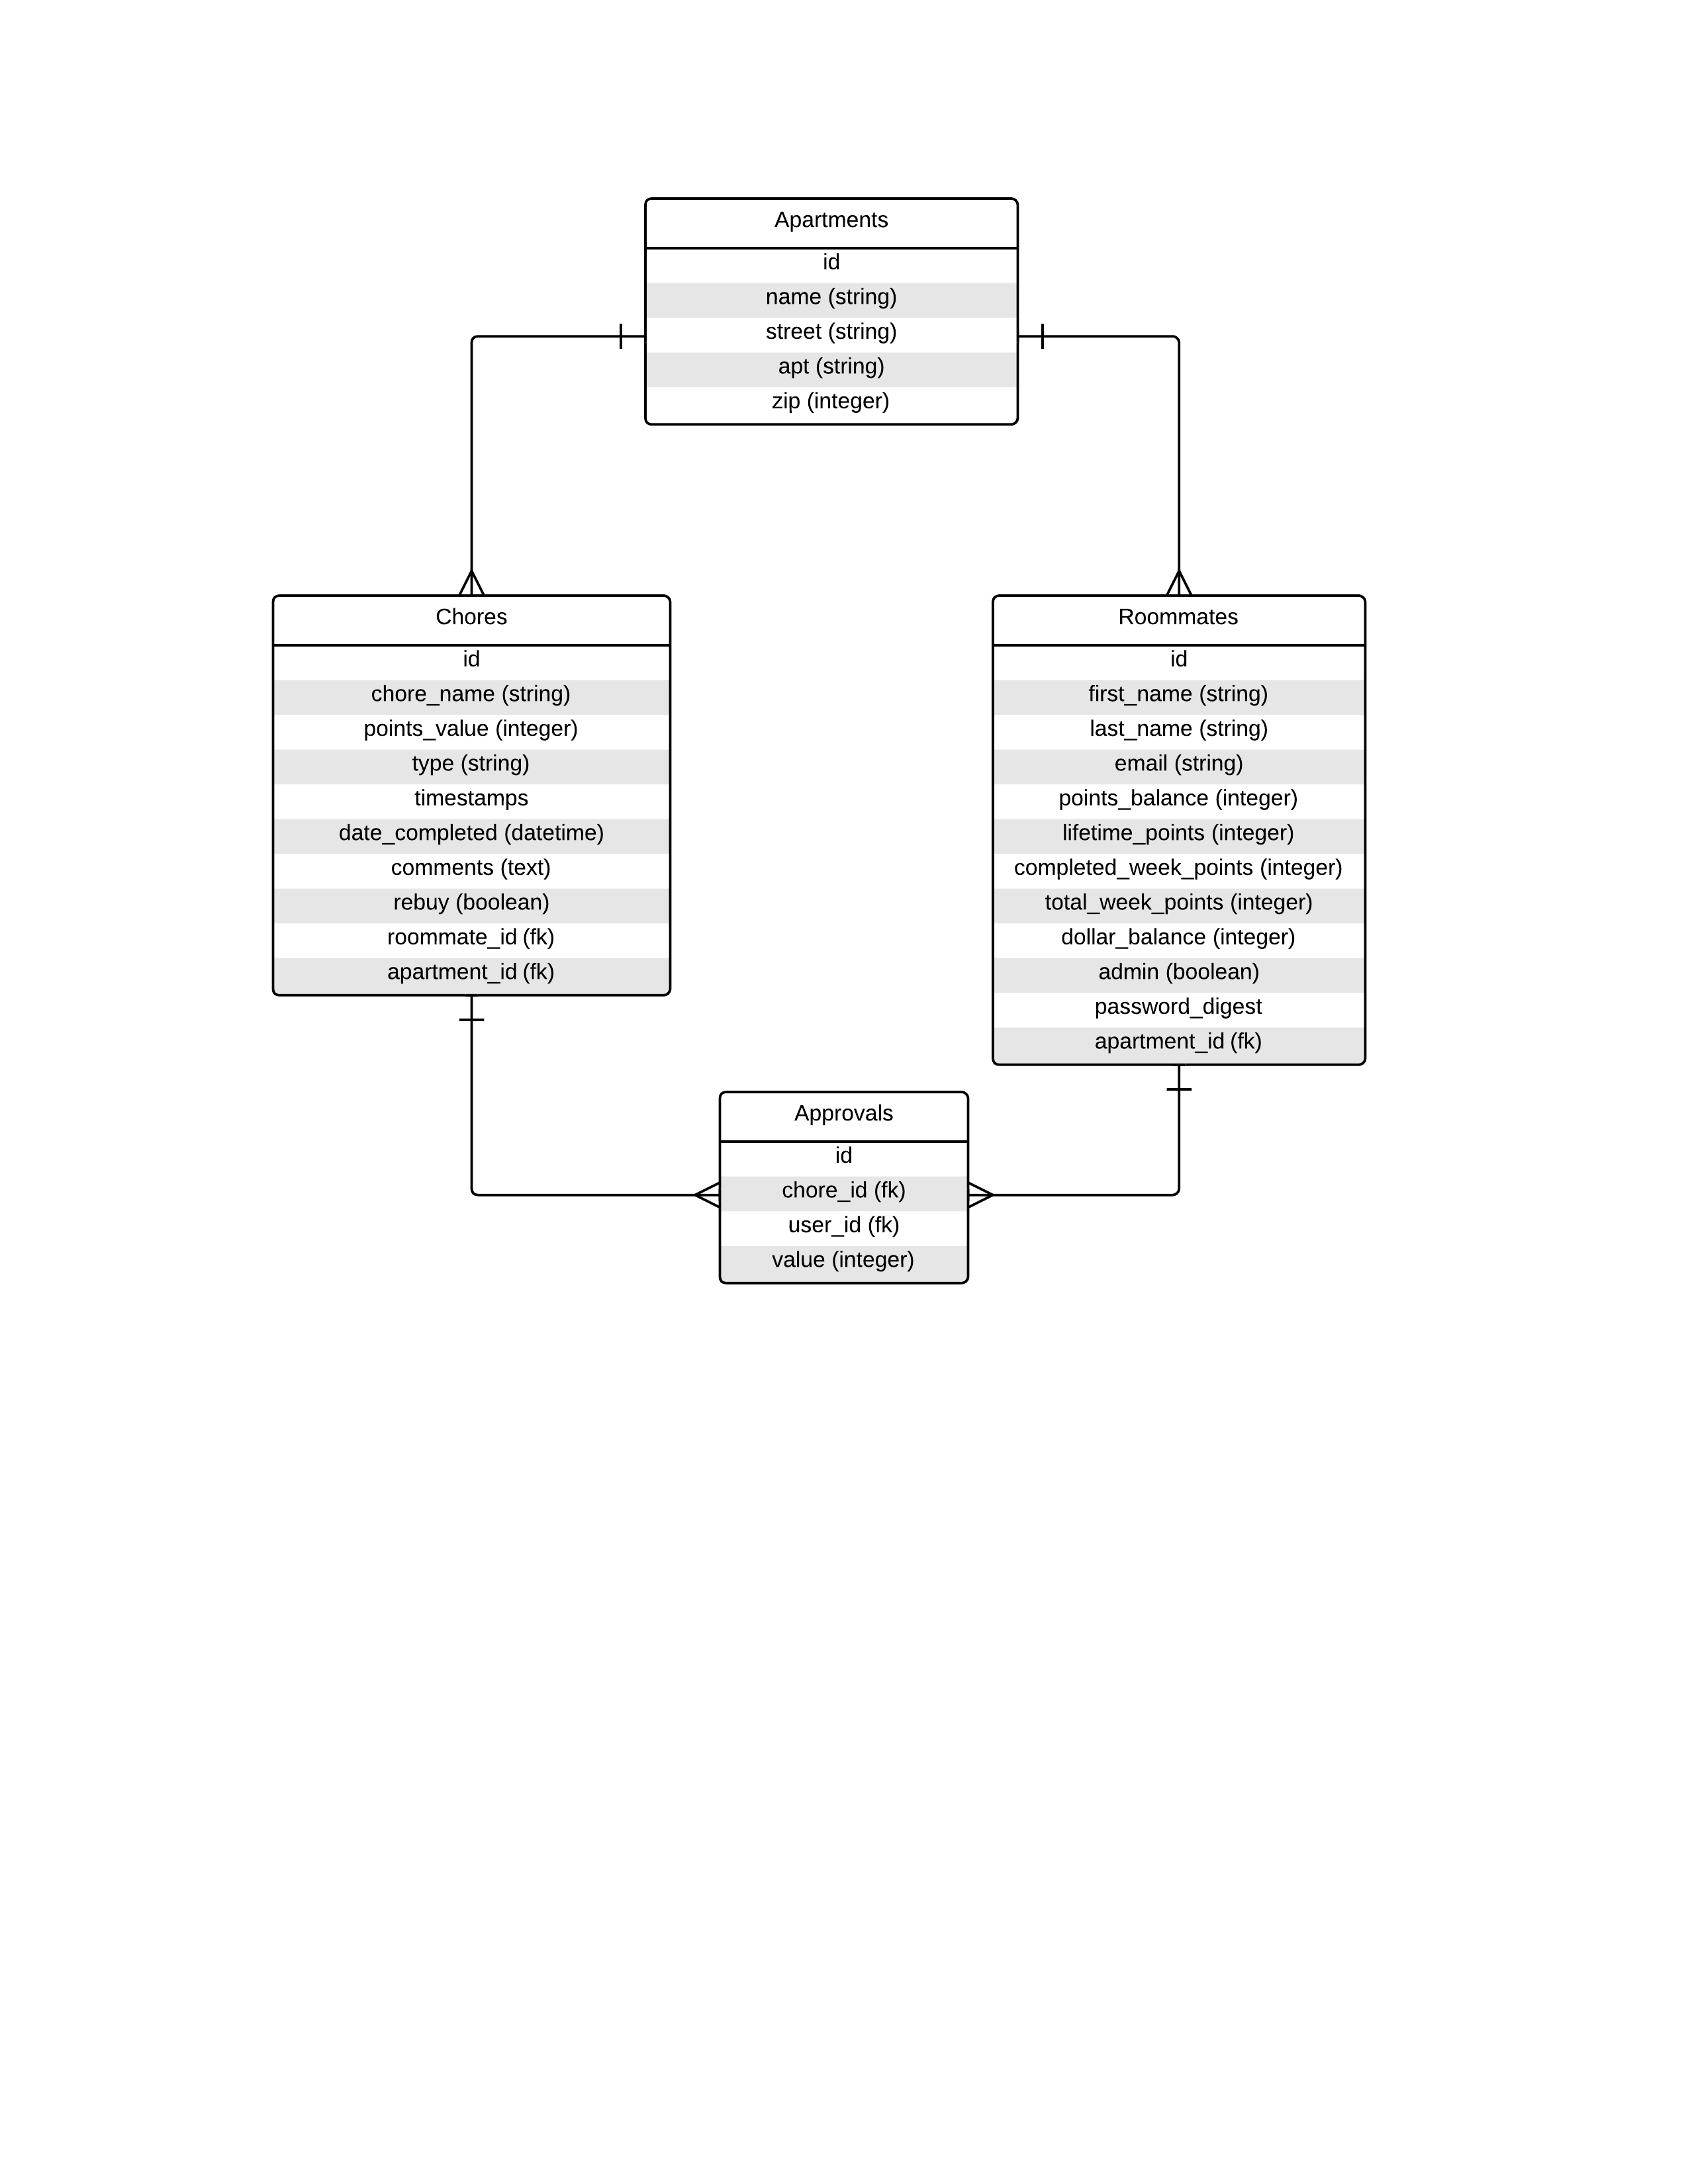 Apartments
id
name (string)
street (string)
apt (string)
zip (integer)
Chores
id
chore_name (string)
points_value (integer)
type (string)
timestamps
date_completed (datetime)
comments (text)
rebuy (boolean)
roommate_id (fk)
apartment_id (fk)
Roommates
id
first_name (string)
last_name (string)
email (string)
points_balance (integer)
lifetime_points (integer)
completed_week_points (integer)
total_week_points (integer)
dollar_balance (integer)
admin (boolean)
password_digest
apartment_id (fk)
Approvals
id
chore_id (fk)
user_id (fk)
value (integer)